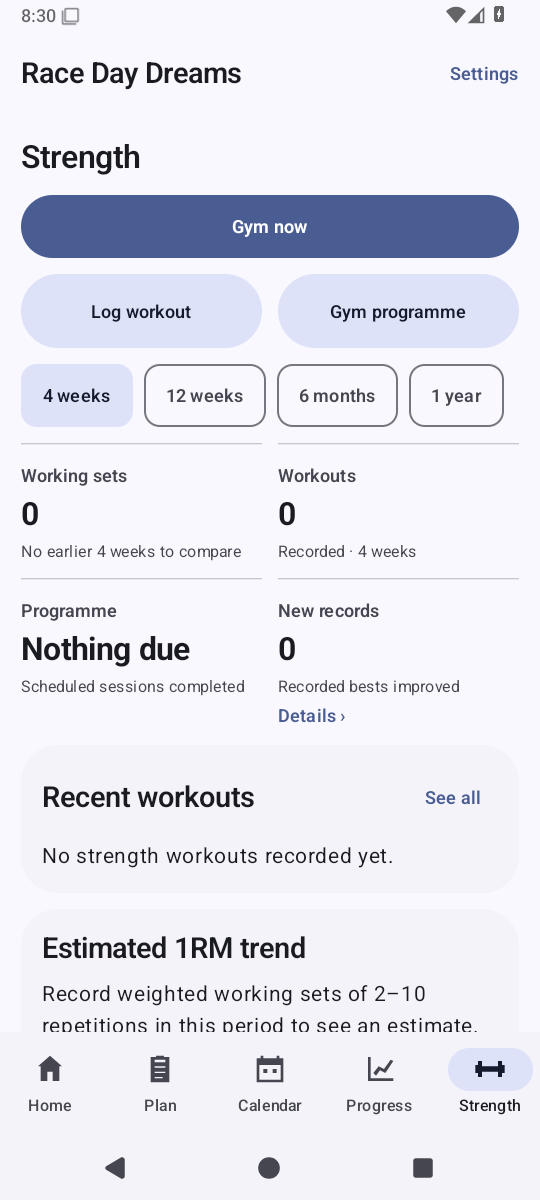 8:30
Race Day Dreams
Settings
Strength
Gym now
Log workout
Gym programme
4 weeks
12 weeks
6 months
1 year
Working sets
0
No earlier 4 weeks to compare
Workouts
0
Recorded · 4 weeks
Programme
Nothing due
Scheduled sessions completed
New records
0
Recorded bests improved
Details ›
Recent workouts
See all
No strength workouts recorded yet.
Estimated 1RM trend
Record weighted working sets of 2–10
repetitions in this period to see an estimate.
Home
Plan
Calendar
Progress
Strength